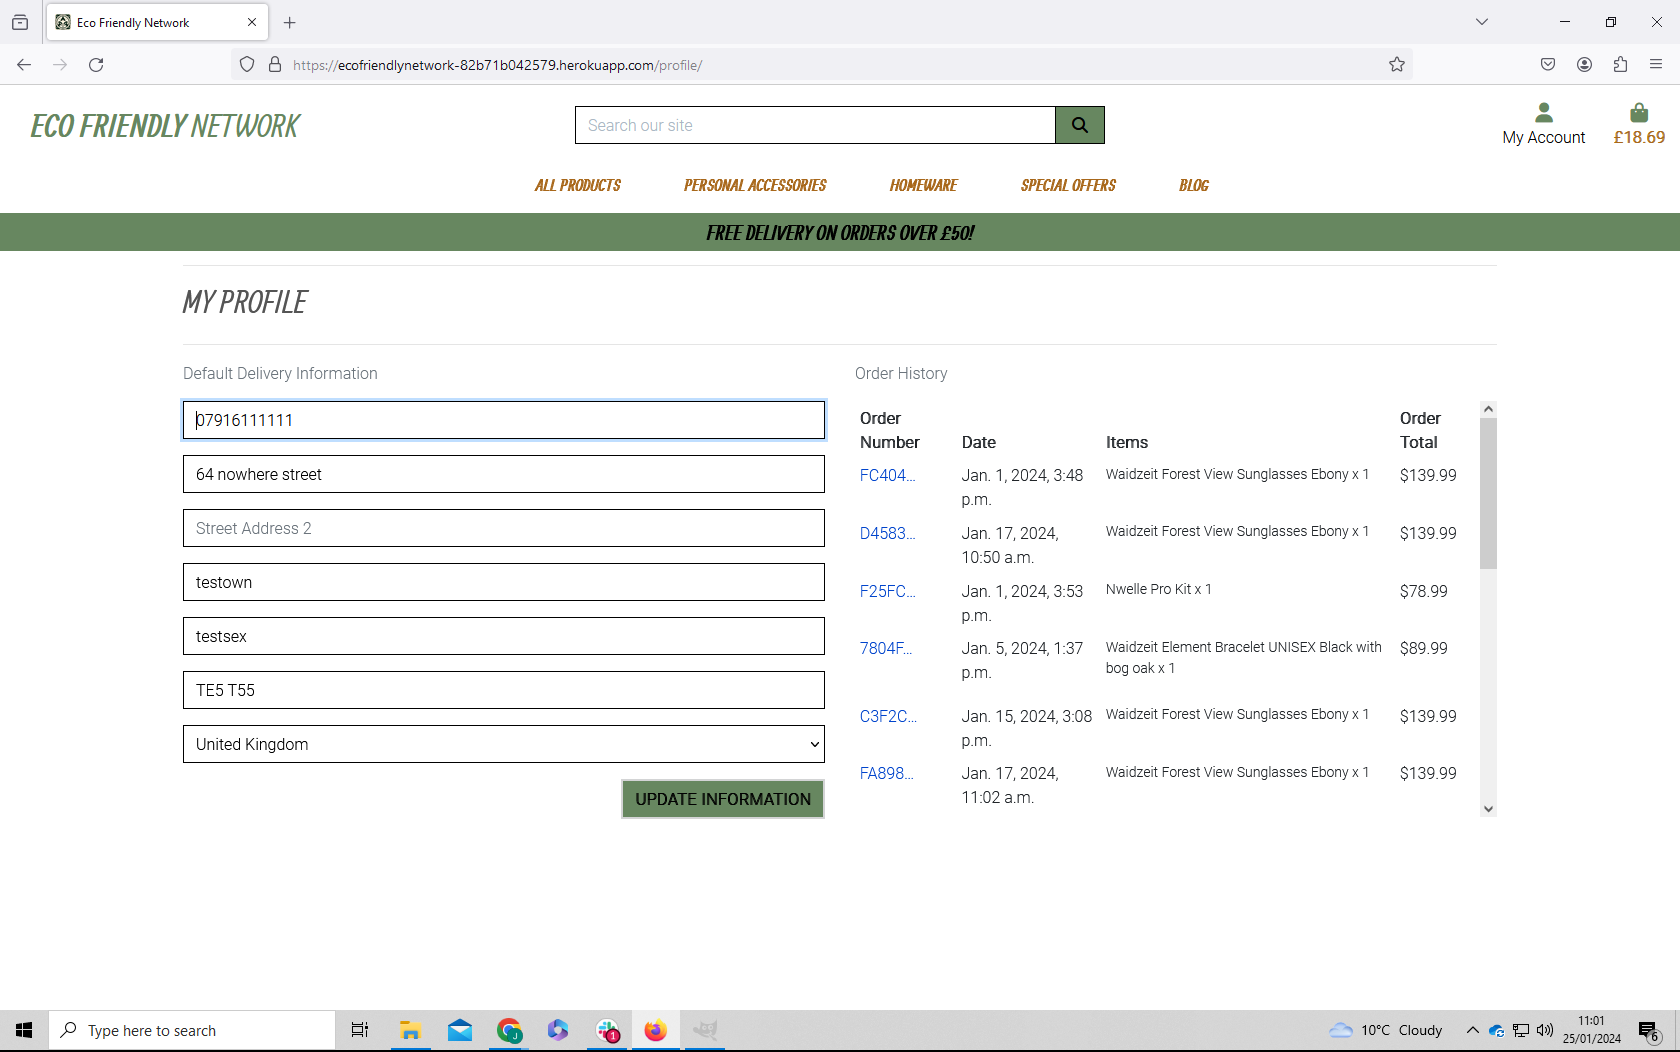 Eco Friendly Network
https://ecofriendlynetwork-82b71b042579.herokuapp.com/profile/
ECO FRIENDLY NETWORK
Search our site
My Account
£18.69
ALL PRODUCTS
PERSONAL ACCESSORIES
HOMEWARE
SPECIAL OFFERS
BLOG
FREE DELIVERY ON ORDERS OVER £50!
MY PROFILE
Default Delivery Information
07916111111
64 nowhere street
Street Address 2
testown
testsex
TE5 T55
United Kingdom
UPDATE INFORMATION
Order History
Order Number
Date
Items
Order Total
FC404...
Jan. 1, 2024, 3:48 p.m.
Waidzeit Forest View Sunglasses Ebony x 1
$139.99
D4583...
Jan. 17, 2024, 10:50 a.m.
Waidzeit Forest View Sunglasses Ebony x 1
$139.99
F25FC...
Jan. 1, 2024, 3:53 p.m.
Nwelle Pro Kit x 1
$78.99
7804F...
Jan. 5, 2024, 1:37 p.m.
Waidzeit Element Bracelet UNISEX Black with bog oak x 1
$89.99
C3F2C...
Jan. 15, 2024, 3:08 p.m.
Waidzeit Forest View Sunglasses Ebony x 1
$139.99
FA898...
Jan. 17, 2024, 11:02 a.m.
Waidzeit Forest View Sunglasses Ebony x 1
$139.99
Type here to search
J
1
10°C Cloudy
11:01
25/01/2024
6